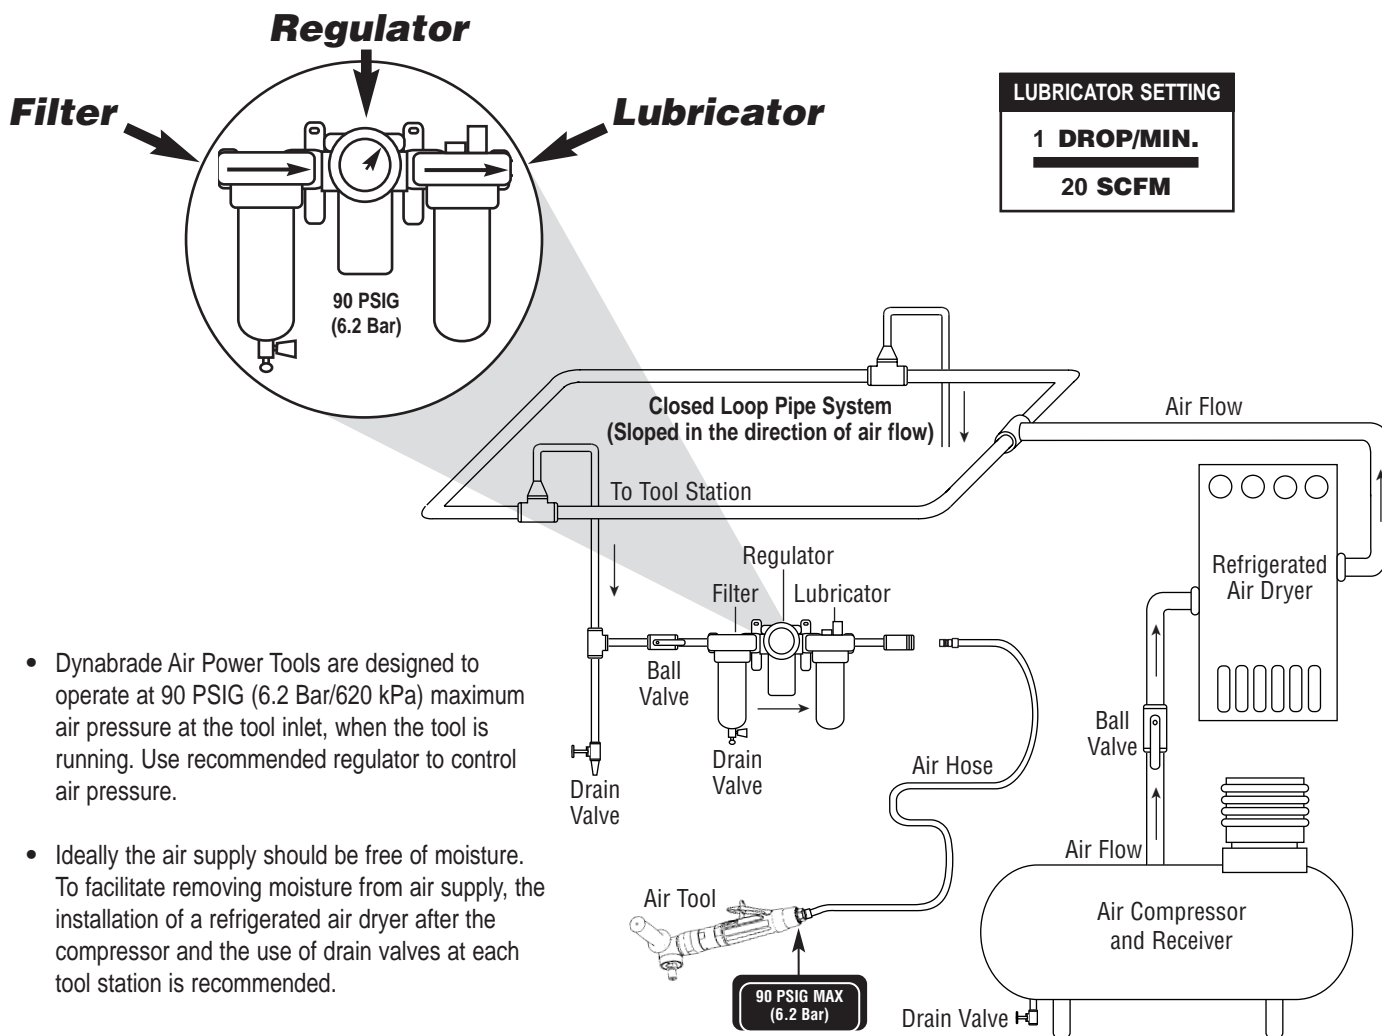 Regulator
Filter
Lubricator
LUBRICATOR SETTING
1 DROP/MIN.
20 SCFM
90 PSIG
(6.2 Bar)
Closed Loop Pipe System
(Sloped in the direction of air flow)
Air Flow
To Tool Station
Regulator
Filter
Lubricator
Refrigerated
Air Dryer
Ball
Valve
Drain
Valve
Drain
Valve
Air Hose
Ball
Valve
Air Flow
Air Tool
Air Compressor
and Receiver
90 PSIG MAX
(6.2 Bar)
Drain Valve
• Dynabrade Air Power Tools are designed to
operate at 90 PSIG (6.2 Bar/620 kPa) maximum
air pressure at the tool inlet, when the tool is
running. Use recommended regulator to control
air pressure.
• Ideally the air supply should be free of moisture.
To facilitate removing moisture from air supply, the
installation of a refrigerated air dryer after the
compressor and the use of drain valves at each
tool station is recommended.